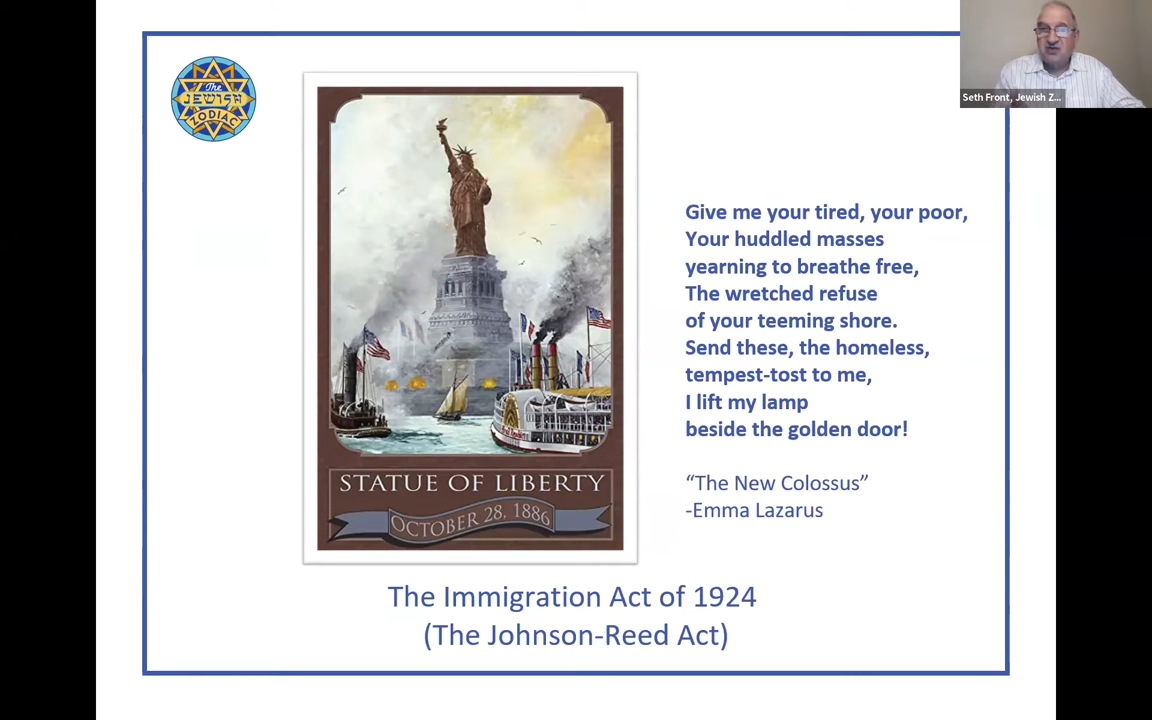 The
JEWISH
ZODIAC
Seth Front, Jewish Z...
Give me your tired, your poor,
Your huddled masses
yearning to breathe free,
The wretched refuse
of your teeming shore.
Send these, the homeless,
tempest-tost to me,
I lift my lamp
beside the golden door!
“The New Colossus”
-Emma Lazarus
STATUE OF LIBERTY
OCTOBER 28, 1886
The Immigration Act of 1924
(The Johnson-Reed Act)